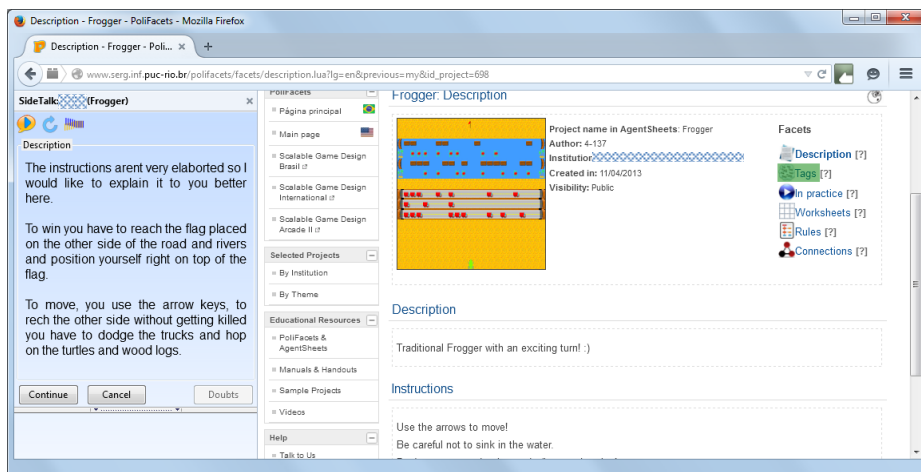 Description - Frogger - PoliFacets - Mozilla Firefox
Description - Frogger - Poli...
www.serg.inf.puc-rio.br/polifacets/facets/description.lua?lg=en&previous=my&id_project=698
SideTalk: (Frogger)
Description
The instructions arent very elaborted so I
would like to explain it to you better
here.
To win you have to reach the flag placed
on the other side of the road and rivers
and position yourself right on top of the
flag.
To move, you use the arrow keys, to
rech the other side without getting killed
you have to dodge the trucks and hop
on the turtles and wood logs.
Continue
Cancel
Doubts
PoliFacets
Página principal
Main page
Scalable Game Design
Brasil
Scalable Game Design
International
Scalable Game Design
Arcade II
Selected Projects
By Institution
By Theme
Educational Resources
PoliFacets &
AgentSheets
Manuals & Handouts
Sample Projects
Videos
Help
Talk to Us
Frogger: Description
Project name in AgentSheets: Frogger
Author: 4-137
Institution
Created in: 11/04/2013
Visibility: Public
Facets
Description [?]
Tags [?]
In practice [?]
Worksheets [?]
Rules [?]
Connections [?]
Description
Traditional Frogger with an exciting turn! :)
Instructions
Use the arrows to move!
Be careful not to sink in the water.